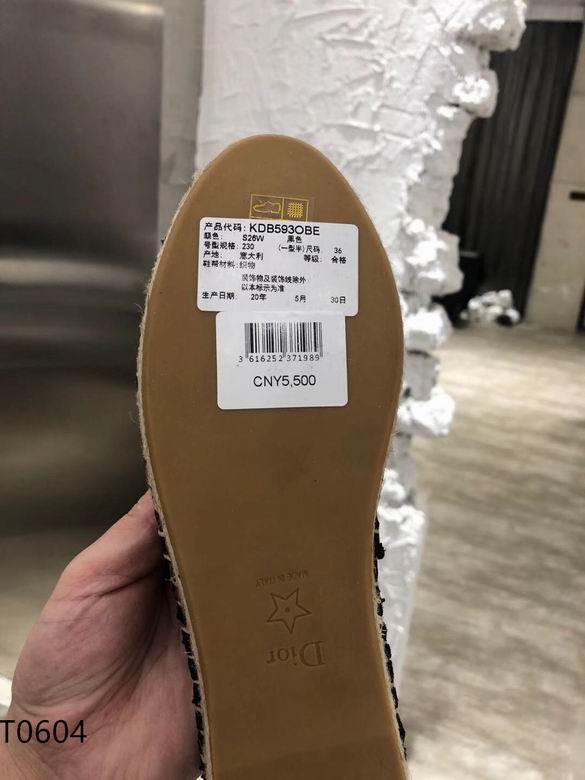 产品代码: KDB593OBE
颜色: S26W 黑色
号型规格: 230 (一型半)尺码 36
产地: 意大利 等级: 合格
鞋帮材料: 织物
装饰物及装饰线除外
以本标示为准
生产日期: 20年 5月 30日
3 616252 371989
CNY5,500
MADE IN ITALY
Dior
T0604